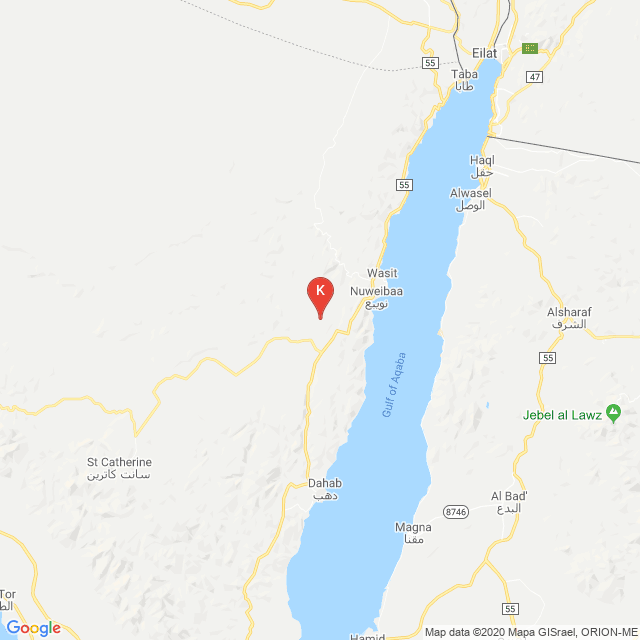 Eilat
55
Taba
طابا
47
Haql
حقل
55
Alwasel
الوصل
Wasit
K
Nuweibaa
نويبع
Alsharaf
الشرف
55
Gulf of Aqaba
Jebel al Lawz
St Catherine
سانت كاترين
Dahab
دهب
Al Bad'
البدع
8746
Magna
مقنا
Tor
الط
55
Google
Hamid
Map data ©2020 Mapa GISrael, ORION-ME